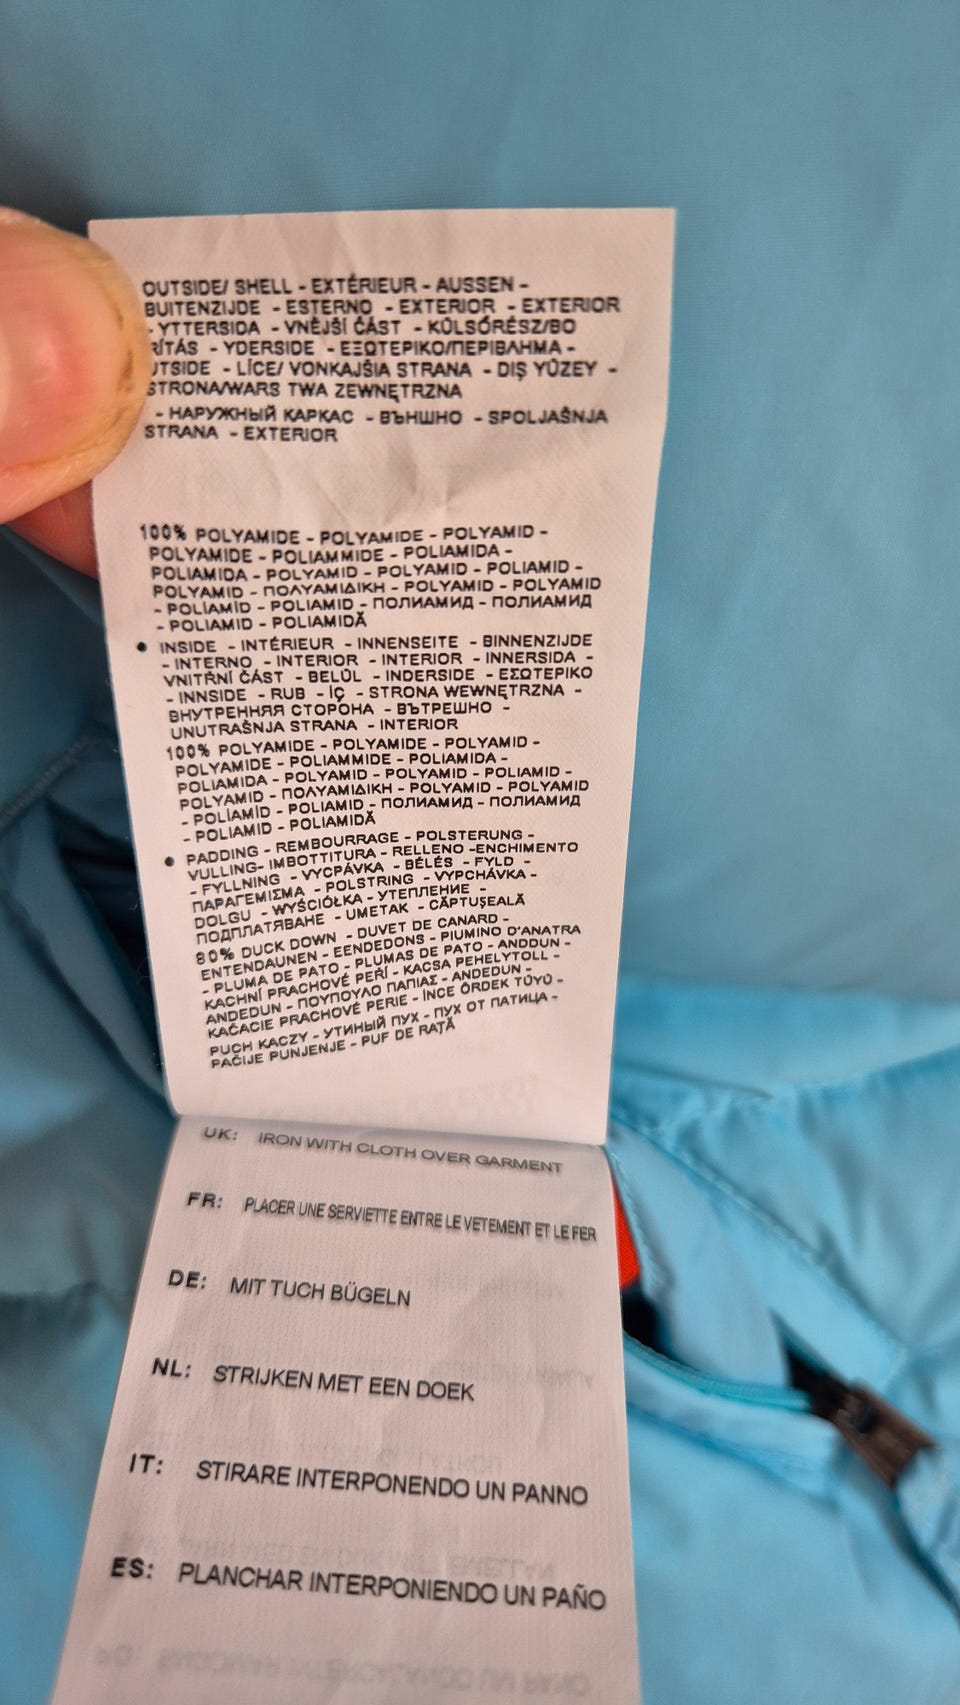 OUTSIDE/ SHELL - EXTÉRIEUR - AUSSEN -
BUITENZIJDE - ESTERNO - EXTERIOR - EXTERIOR
- YTTERSIDA - VNĚJŠÍ ČÁST - KÜLSŐRÉSZ/BO
RÍTÁS - YDERSIDE - ΕΞΩΤΕΡΙΚΟ/ΠΕΡΙΒΛΗΜΑ -
UTSIDE - LÍCE/ VONKAJŠIA STRANA - DIŞ YÜZEY -
STRONA/WARS TWA ZEWNĘTRZNA
- НАРУЖНЫЙ КАРКАС - ВЪНШНО - SPOLJAŠNJA
STRANA - EXTERIOR
100% POLYAMIDE - POLYAMIDE - POLYAMID -
POLYAMIDE - POLIAMMIDE - POLIAMIDA -
POLIAMIDA - POLYAMID - POLYAMID - POLIAMID -
POLYAMID - ΠΟΛΥΑΜΙΔΙΚΗ - POLYAMID - POLYAMID
- POLİAMİD - POLIAMID - ПОЛИАМИД - ПОЛИАМИД
- POLIAMID - POLIAMIDĂ
• INSIDE - INTÉRIEUR - INNENSEITE - BINNENZIJDE
- INTERNO - INTERIOR - INTERIOR - INNERSIDA -
VNITŘNÍ ČÁST - BELÜL - INDERSIDE - ΕΣΩΤΕΡΙΚΟ
- INNSIDE - RUB - İÇ - STRONA WEWNĘTRZNA -
ВНУТРЕННЯЯ СТОРОНА - ВЪТРЕШНО -
UNUTRAŠNJA STRANA - INTERIOR
100% POLYAMIDE - POLYAMIDE - POLYAMID -
POLYAMIDE - POLIAMMIDE - POLIAMIDA -
POLIAMIDA - POLYAMID - POLYAMID - POLIAMID -
POLYAMID - ΠΟΛΥΑΜΙΔΙΚΗ - POLYAMID - POLYAMID
- POLİAMİD - POLIAMID - ПОЛИАМИД - ПОЛИАМИД
- POLIAMID - POLIAMIDĂ
• PADDING - REMBOURRAGE - POLSTERUNG -
VULLING- IMBOTTITURA - RELLENO -ENCHIMENTO
- FYLLNING - VYCPÁVKA - BÉLÉS - FYLD -
ΠΑΡΑΓΕΜΙΣΜΑ - POLSTRING - VYPCHÁVKA -
DOLGU - WYŚCIÓŁKA - УТЕПЛЕНИЕ -
ПОДПЛАТЯВАНЕ - UMETAK - CĂPTUŞEALĂ
80% DUCK DOWN - DUVET DE CANARD -
ENTENDAUNEN - EENDEDONS - PIUMINO D'ANATRA
- PLUMA DE PATO - PLUMAS DE PATO - ANDDUN -
KACHNÍ PRACHOVÉ PEŘÍ - KACSA PEHELYTOLL -
ANDEDUN - ΠΟΥΠΟΥΛΟ ΠΑΠΙΑΣ - ANDEDUN -
KAČACIE PRACHOVÉ PERIE - İNCE ÖRDEK TÜYÜ -
PUCH KACZY - УТИНЫЙ ПУХ - ПУХ ОТ ПАТИЦА -
PAČIJE PUNJENJE - PUF DE RAŢĂ
UK: IRON WITH CLOTH OVER GARMENT
FR: PLACER UNE SERVIETTE ENTRE LE VETEMENT ET LE FER
DE: MIT TUCH BÜGELN
NL: STRIJKEN MET EEN DOEK
IT: STIRARE INTERPONENDO UN PANNO
ES: PLANCHAR INTERPONIENDO UN PAÑO